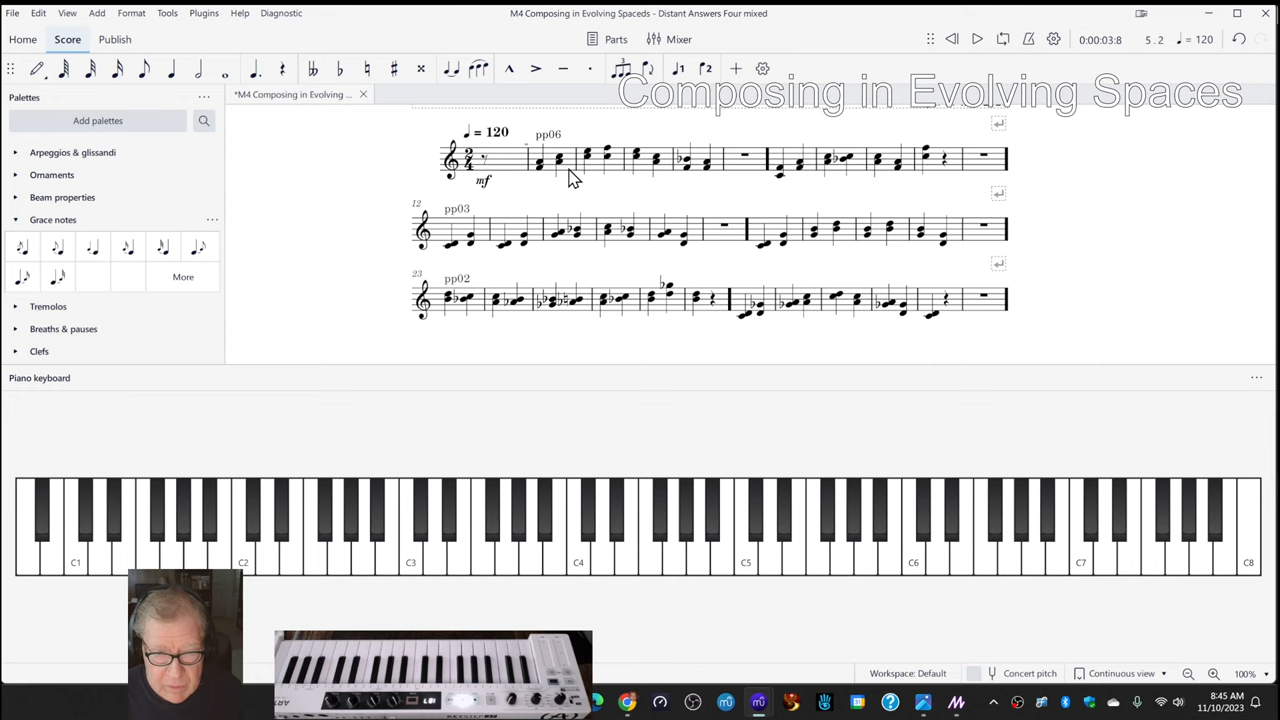 File Edit View Add Format Tools Plugins Help Diagnostic
M4 Composing in Evolving Spaceds - Distant Answers Four mixed
Home Score Publish
Parts Mixer
0:00:03:8 5 . 2 = 120
Palettes
*M4 Composing in Evolving ...
Composing in Evolving Spaces
Add palettes
Arpeggios & glissandi
Ornaments
Beam properties
Grace notes
More
Tremolos
Breaths & pauses
Clefs
= 120
pp06
2
4
mf
12
pp03
23
pp02
Piano keyboard
C1 C2 C3 C4 C5 C6 C7 C8
Workspace: Default
Concert pitch
Continuous view
100%
8:45 AM
11/10/2023